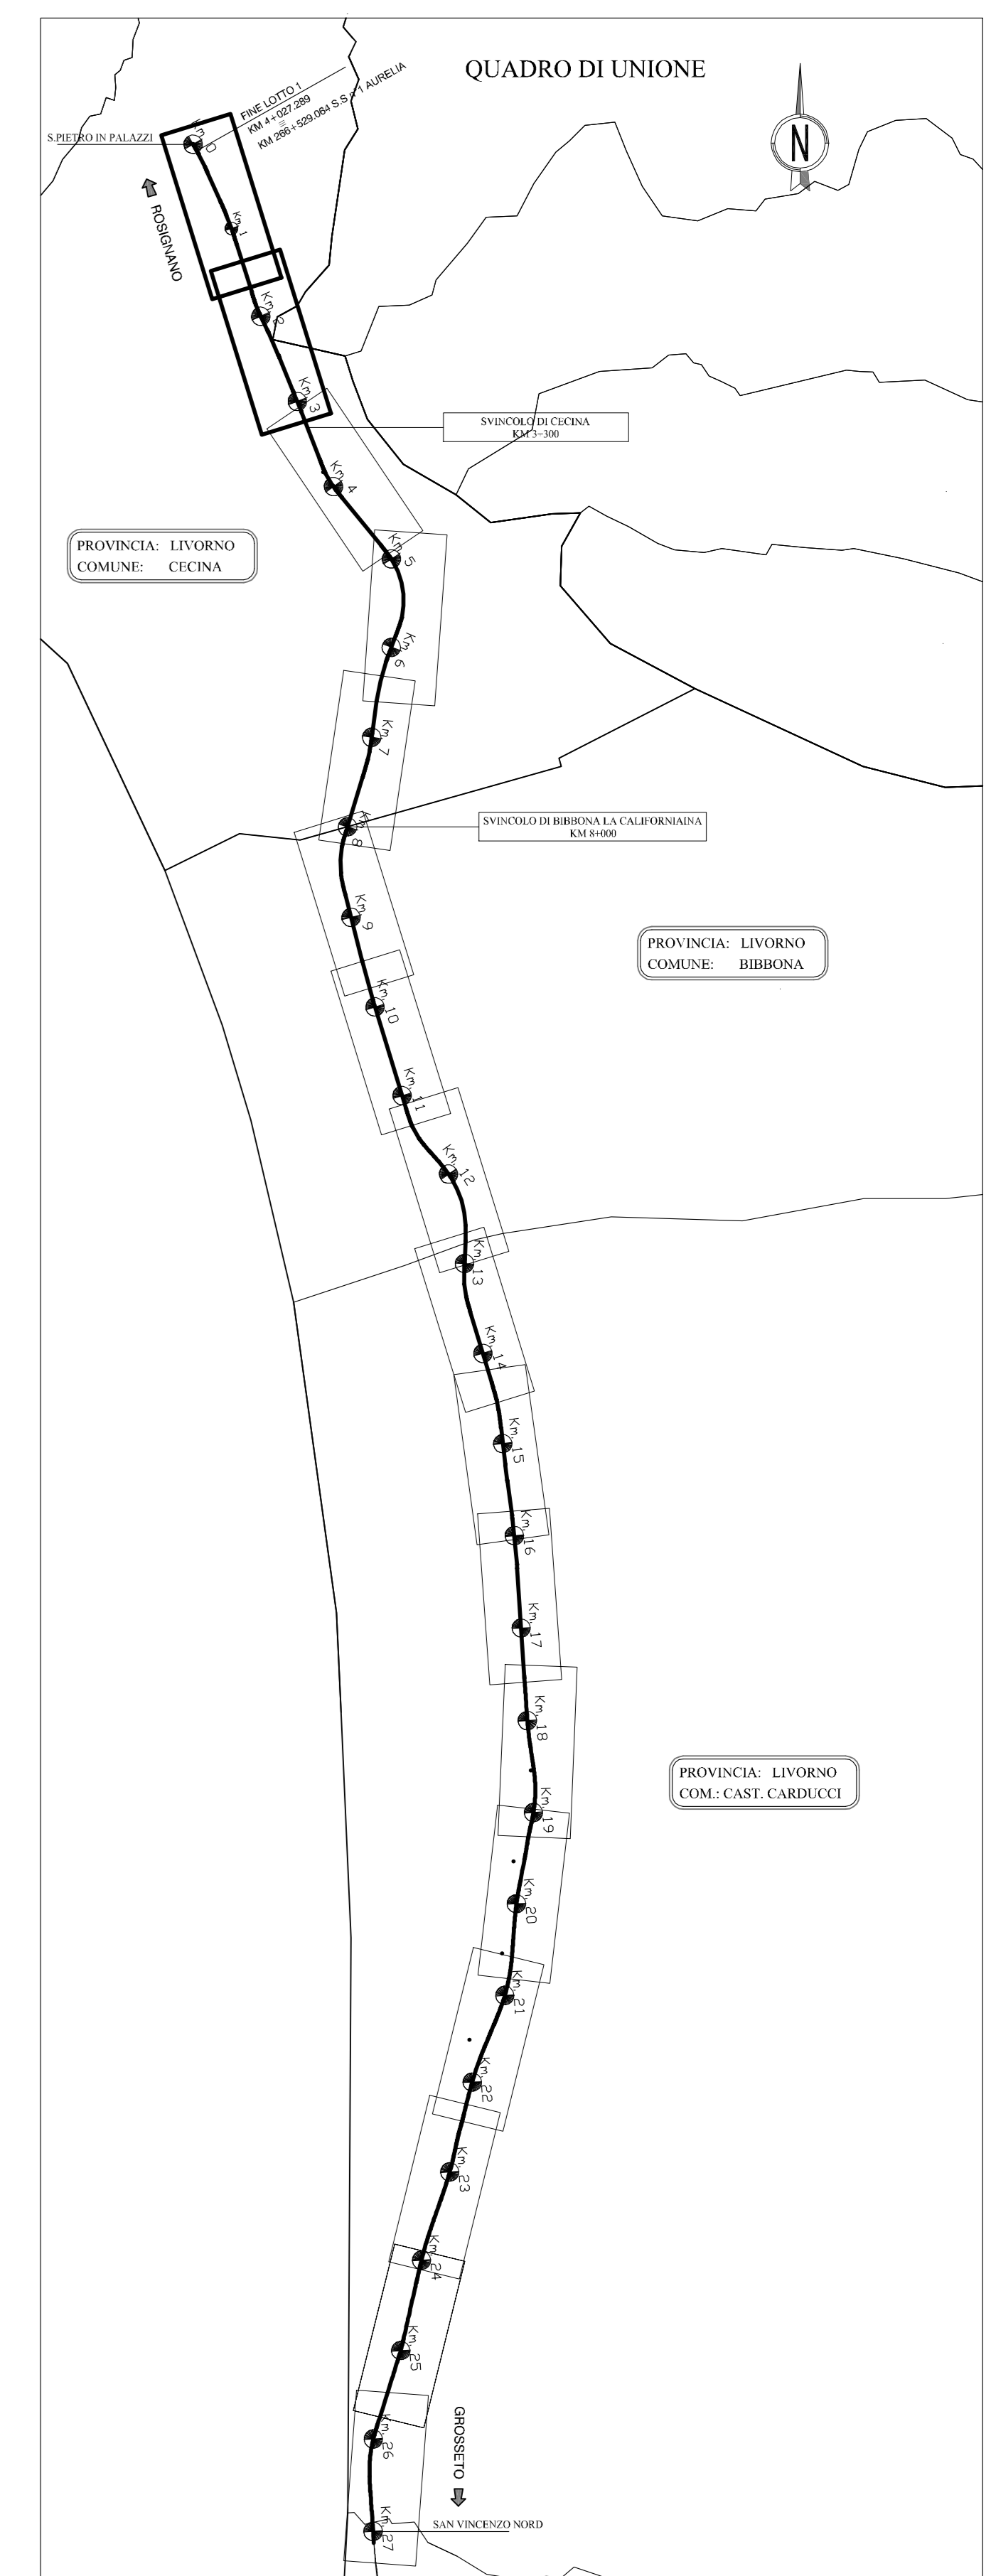 QUADRO DI UNIONE
FINE LOTTO 1
KM 4+027.289
=
KM 266+529.064 S.S n°1 AURELIA
S.PIETRO IN PALAZZI
N
Km. 0
ROSIGNANO
Km. 1
Km. 2
Km. 3
SVINCOLO DI CECINA
KM 3+300
Km. 4
PROVINCIA: LIVORNO
COMUNE: CECINA
Km. 5
Km. 6
Km. 7
SVINCOLO DI BIBBONA LA CALIFORNIAINA
KM 8+000
Km. 8
Km. 9
PROVINCIA: LIVORNO
COMUNE: BIBBONA
Km. 10
Km. 11
Km. 12
Km. 13
Km. 14
Km. 15
Km. 16
Km. 17
Km. 18
PROVINCIA: LIVORNO
COM.: CAST. CARDUCCI
Km. 19
Km. 20
Km. 21
Km. 22
Km. 23
Km. 24
Km. 25
GROSSETO
Km. 26
SAN VINCENZO NORD
Km. 27